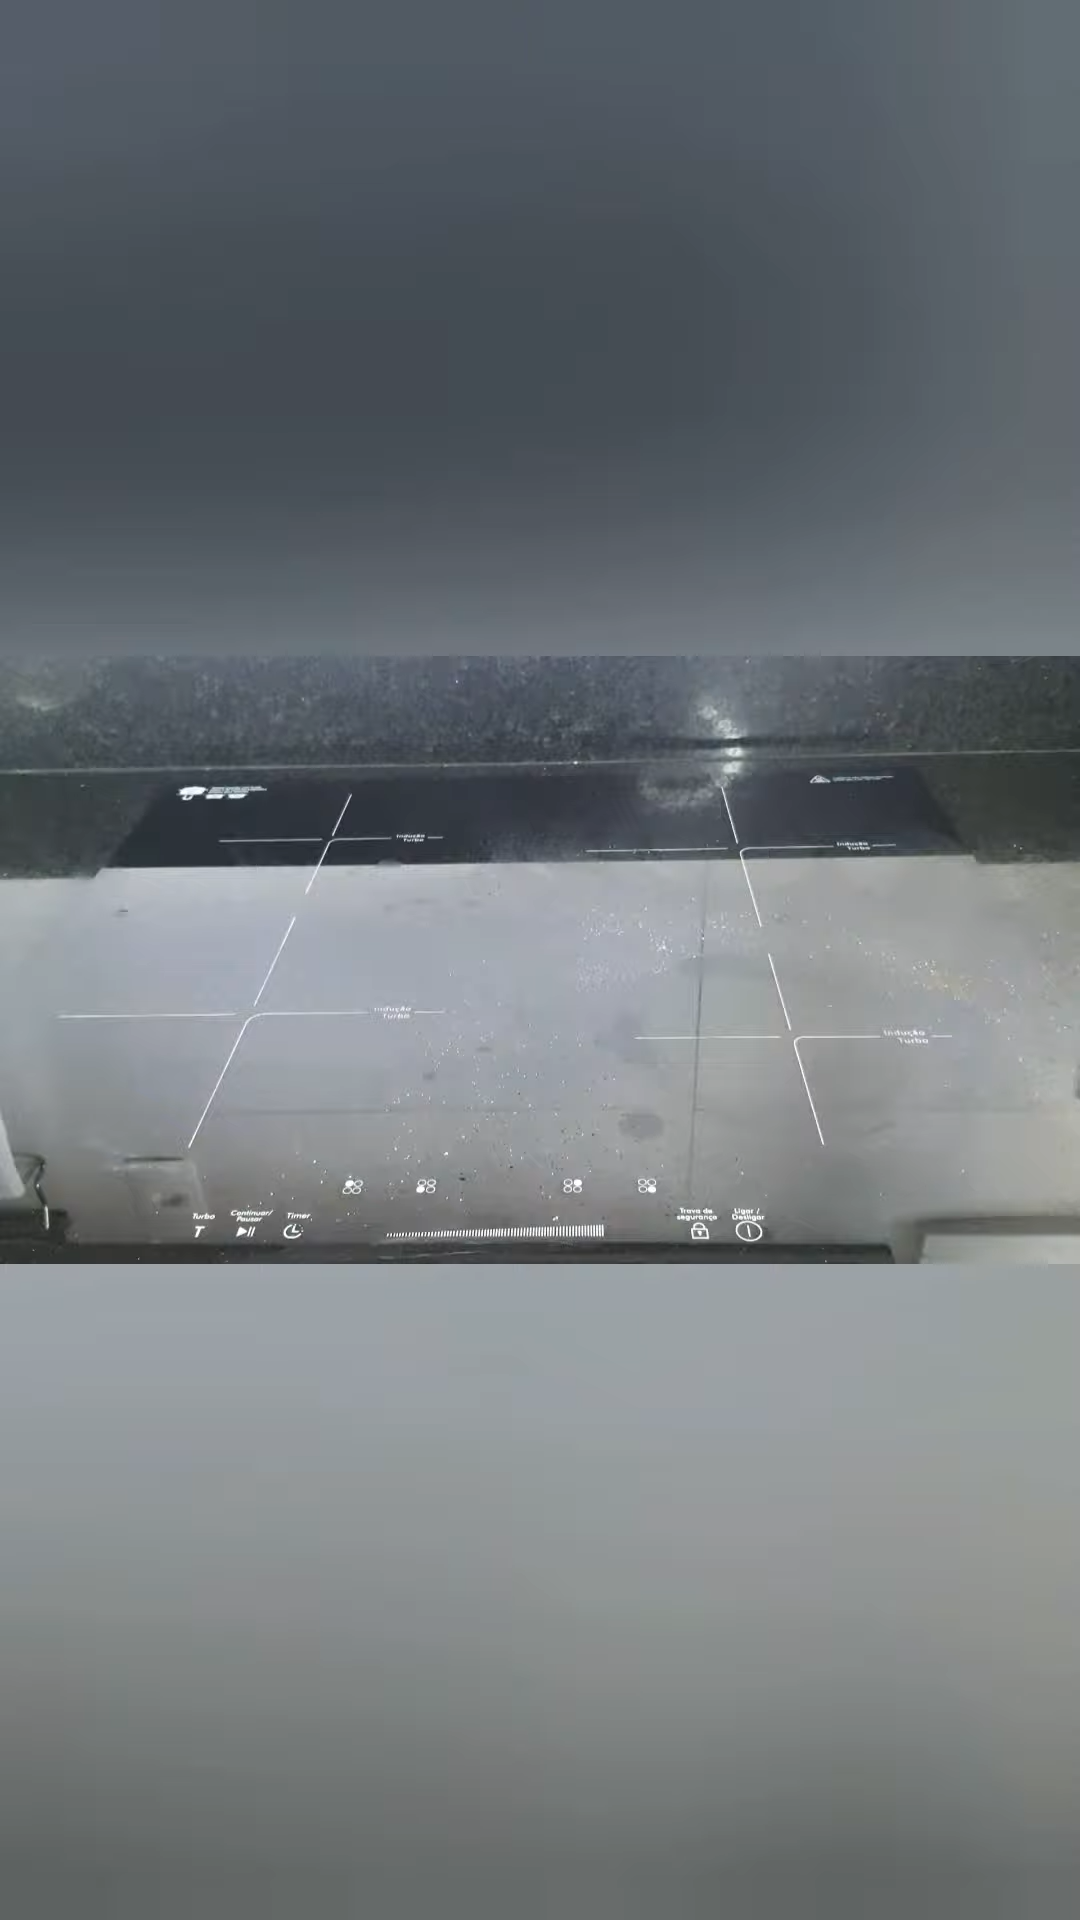 Indução
Turbo
Indução
Turbo
Indução
Turbo
Indução
Turbo
Turbo
T
Continuar/
Pausar
Timer
Trava de
segurança
Ligar /
Desligar